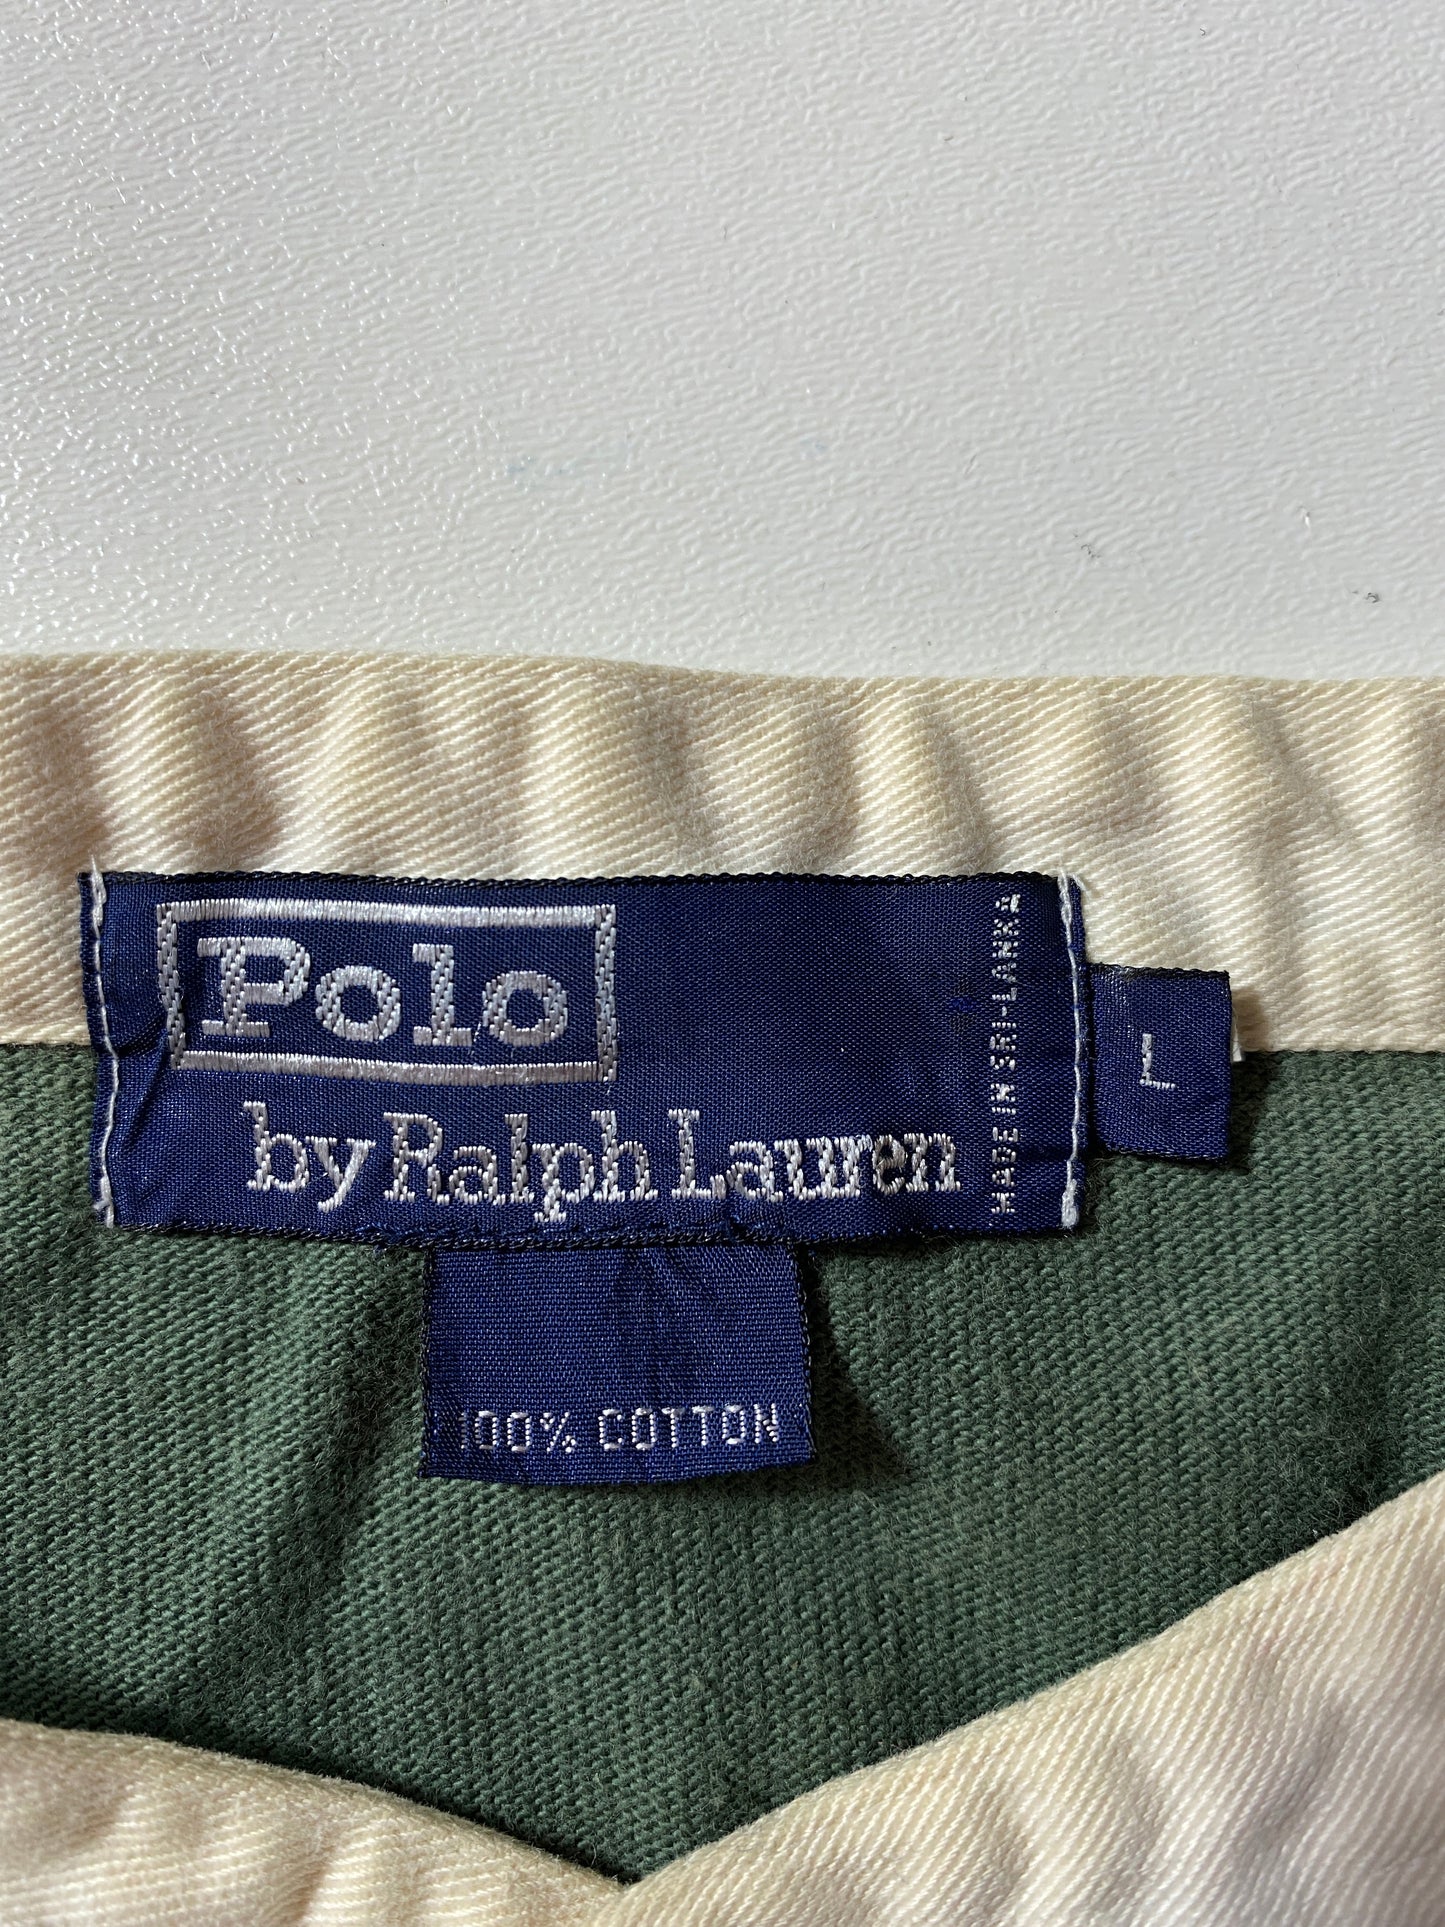 Polo
by Ralph Lauren
MADE IN SRI-LANKA
L
100% COTTON